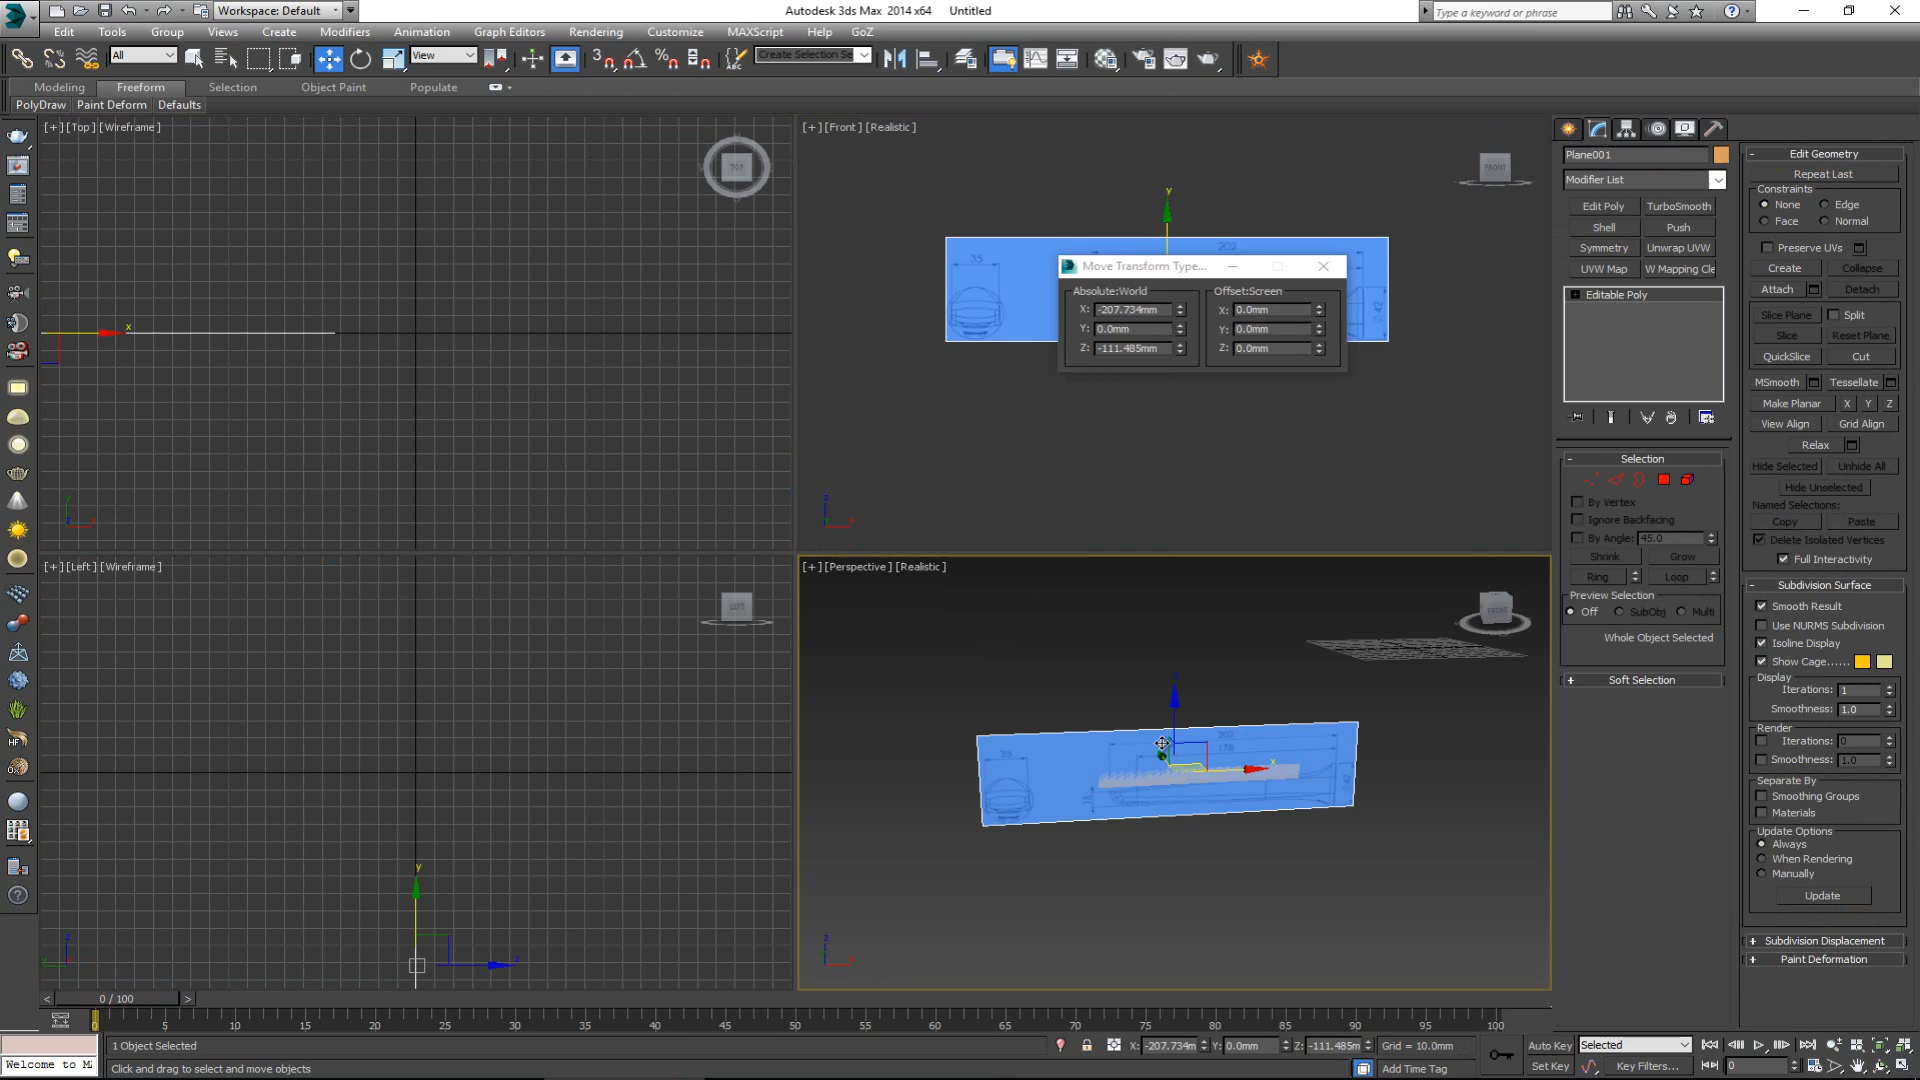 Workspace: Default
Autodesk 3ds Max 2014 x64 Untitled
Type a keyword or phrase
Edit Tools Group Views Create Modifiers Animation Graph Editors Rendering Customize MAXScript Help GoZ
All
View
Create Selection Se
Modeling Freeform Selection Object Paint Populate
PolyDraw Paint Deform Defaults
[+] [Top] [Wireframe]
TOP
[+] [Front] [Realistic]
FRONT
202
35
42
Move Transform Type...
Absolute:World
X: -207.734mm
Y: 0.0mm
Z: -111.485mm
Offset:Screen
X: 0.0mm
Y: 0.0mm
Z: 0.0mm
[+] [Left] [Wireframe]
LEFT
[+] [Perspective] [Realistic]
FRONT
35
202
178
Plane001
Modifier List
Edit Poly TurboSmooth
Shell Push
Symmetry Unwrap UVW
UVW Map W Mapping Cle
Editable Poly
Selection
By Vertex
Ignore Backfacing
By Angle: 45.0
Shrink Grow
Ring Loop
Preview Selection
Off SubObj Multi
Whole Object Selected
Soft Selection
Edit Geometry
Repeat Last
Constraints
None Edge
Face Normal
Preserve UVs
Create Collapse
Attach Detach
Slice Plane Split
Slice Reset Plane
QuickSlice Cut
MSmooth Tessellate
Make Planar X Y Z
View Align Grid Align
Relax
Hide Selected Unhide All
Hide Unselected
Named Selections:
Copy Paste
Delete Isolated Vertices
Full Interactivity
Subdivision Surface
Smooth Result
Use NURMS Subdivision
Isoline Display
Show Cage......
Display
Iterations: 1
Smoothness: 1.0
Render
Iterations: 0
Smoothness: 1.0
Separate By
Smoothing Groups
Materials
Update Options
Always
When Rendering
Manually
Update
Subdivision Displacement
Paint Deformation
< 0 / 100 >
0 5 10 15 20 25 30 35 40 45 50 55 60 65 70 75 80 85 90 95 100
1 Object Selected
X: -207.734m Y: 0.0mm Z: -111.485m Grid = 10.0mm
Auto Key Selected
Welcome to MA
Click and drag to select and move objects
Add Time Tag
Set Key Key Filters... 0